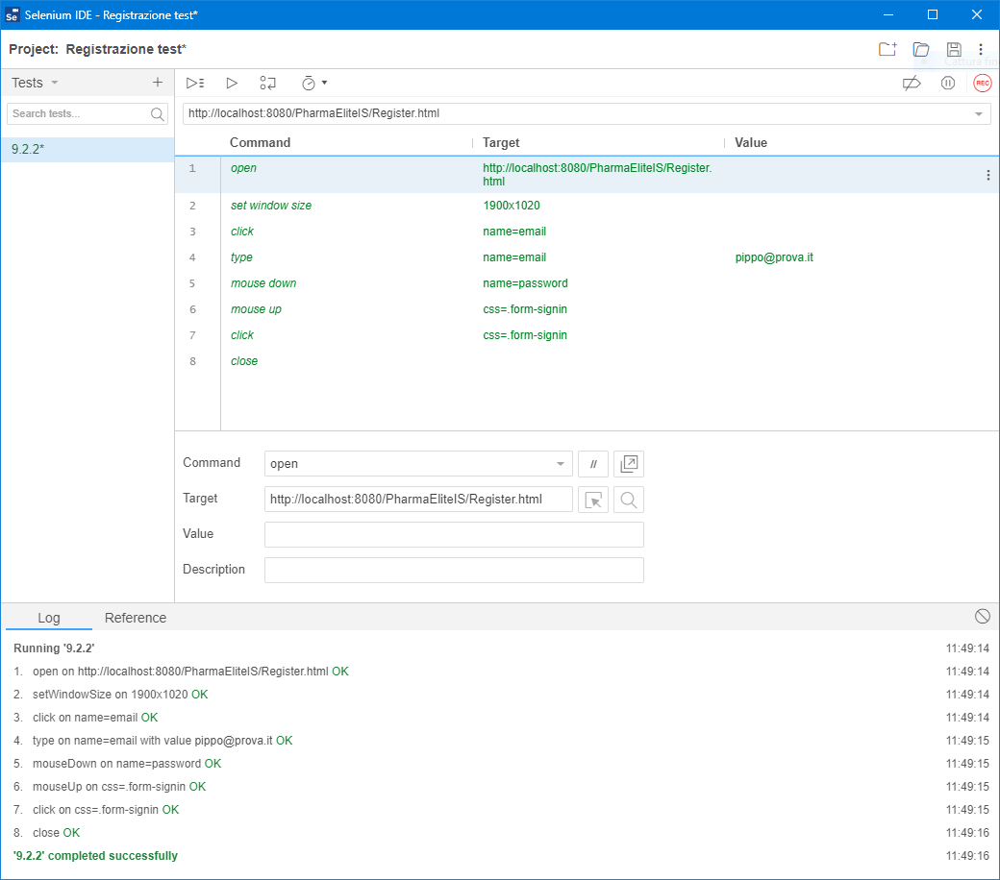 Se Selenium IDE - Registrazione test*
Project: Registrazione test*
Tests
Search tests...
9.2.2*
REC
http://localhost:8080/PharmaEliteIS/Register.html
Command Target Value
1 open http://localhost:8080/PharmaEliteIS/Register.
html
2 set window size 1900x1020
3 click name=email
4 type name=email pippo@prova.it
5 mouse down name=password
6 mouse up css=.form-signin
7 click css=.form-signin
8 close
Command open //
Target http://localhost:8080/PharmaEliteIS/Register.html
Value
Description
Log Reference
Running '9.2.2' 11:49:14
1. open on http://localhost:8080/PharmaEliteIS/Register.html OK 11:49:14
2. setWindowSize on 1900x1020 OK 11:49:14
3. click on name=email OK 11:49:14
4. type on name=email with value pippo@prova.it OK 11:49:15
5. mouseDown on name=password OK 11:49:15
6. mouseUp on css=.form-signin OK 11:49:15
7. click on css=.form-signin OK 11:49:15
8. close OK 11:49:16
'9.2.2' completed successfully 11:49:16